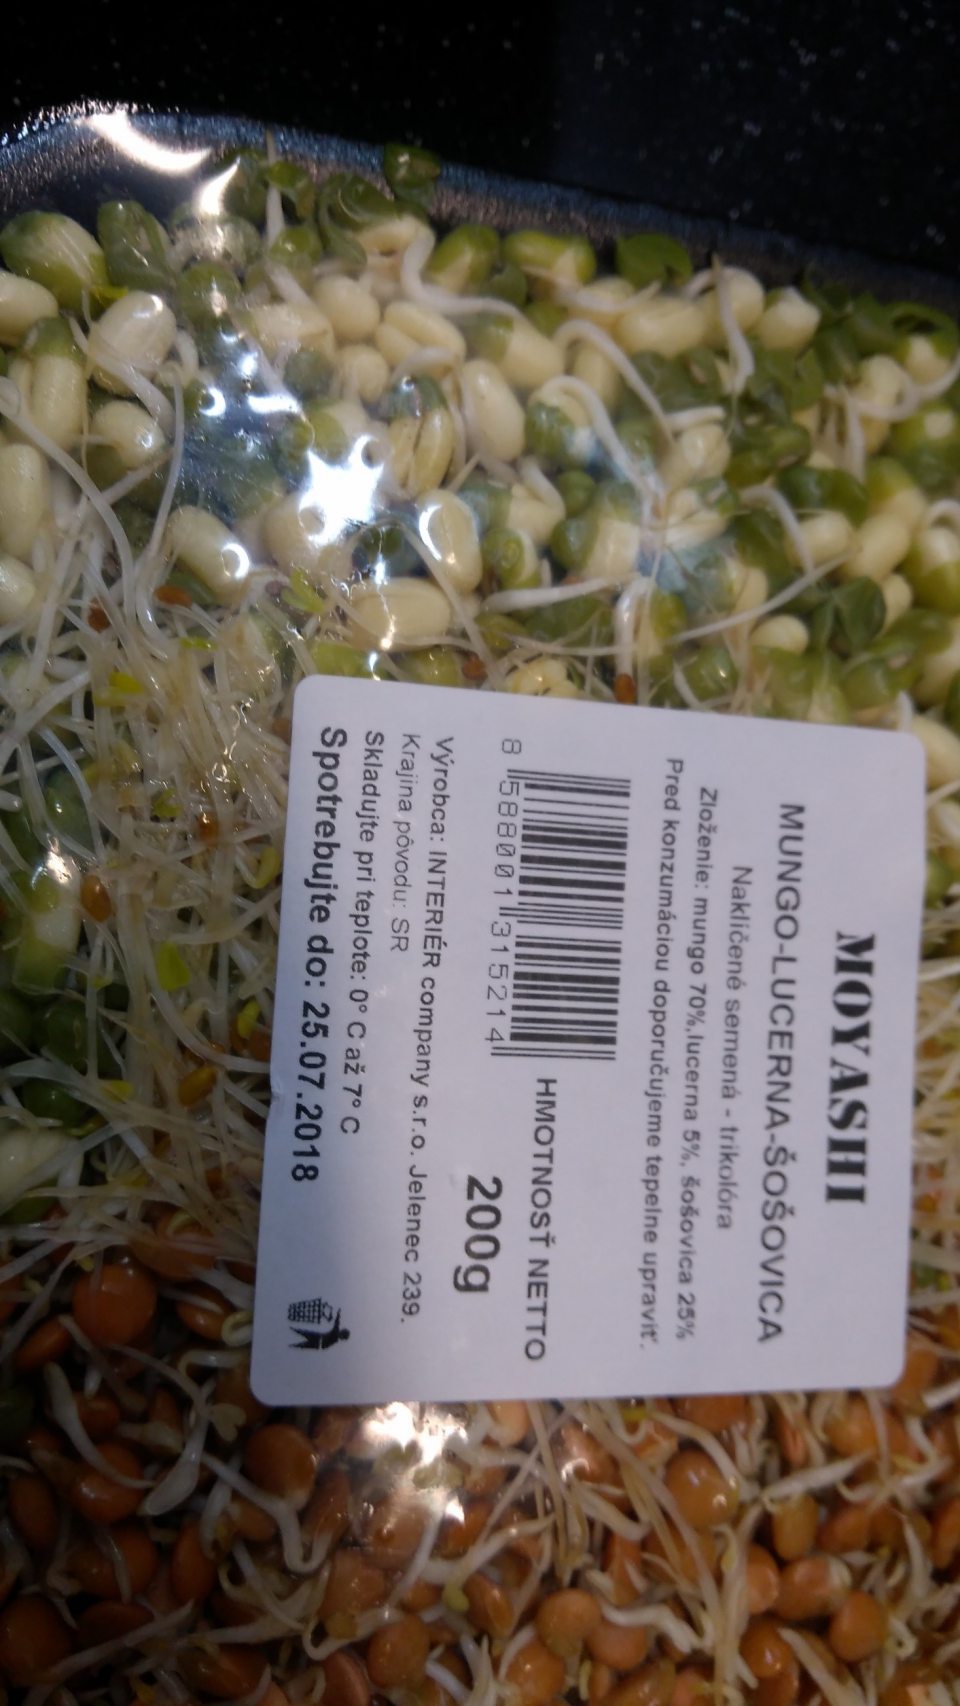 MOYASHI
MUNGO-LUCERNA-ŠOŠOVICA
Naklíčené semená - trikolóra
Zloženie: mungo 70%,lucerna 5%, šošovica 25%
Pred konzumáciou doporučujeme tepelne upraviť.
8 588001 315214
HMOTNOSŤ NETTO
200g
Výrobca: INTERIÉR company s.r.o. Jelenec 239.
Krajina pôvodu: SR
Skladujte pri teplote: 0° C až 7° C
Spotrebujte do: 25.07.2018